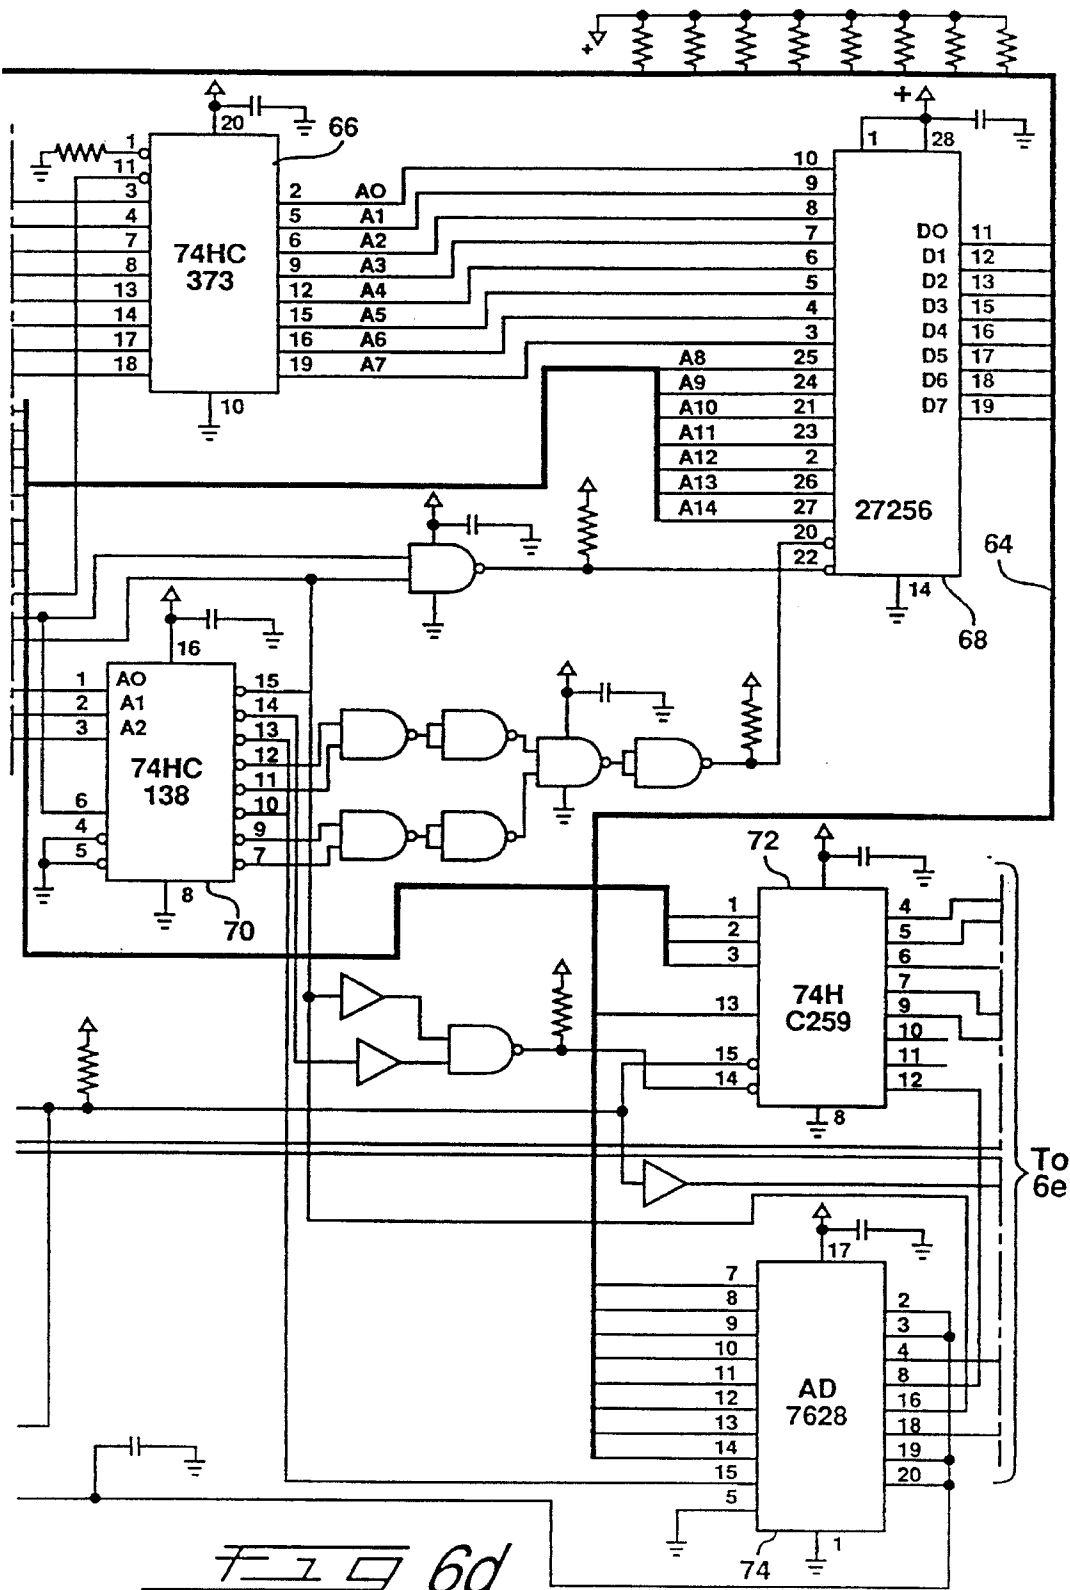 +
+
20
1
28
66
1
11
3
4
7
8
13
14
17
18
74HC
373
2 AO
5 A1
6 A2
9 A3
12 A4
15 A5
16 A6
19 A7
10
10
9
8
7
6
5
4
3
A8 25
A9 24
A10 21
A11 23
A12 2
A13 26
A14 27
20
22
DO 11
D1 12
D2 13
D3 15
D4 16
D5 17
D6 18
D7 19
27256
14
64
68
16
1 AO
2 A1
3 A2
74HC
138
6
4
5
15
14
13
12
11
10
9
7
8
70
72
1
2
3
13
15
14
74H
C259
4
5
6
7
9
10
11
12
8
To
6e
17
7
8
9
10
11
12
13
14
15
5
AD
7628
2
3
4
8
16
18
19
20
1
74
Fig 6d